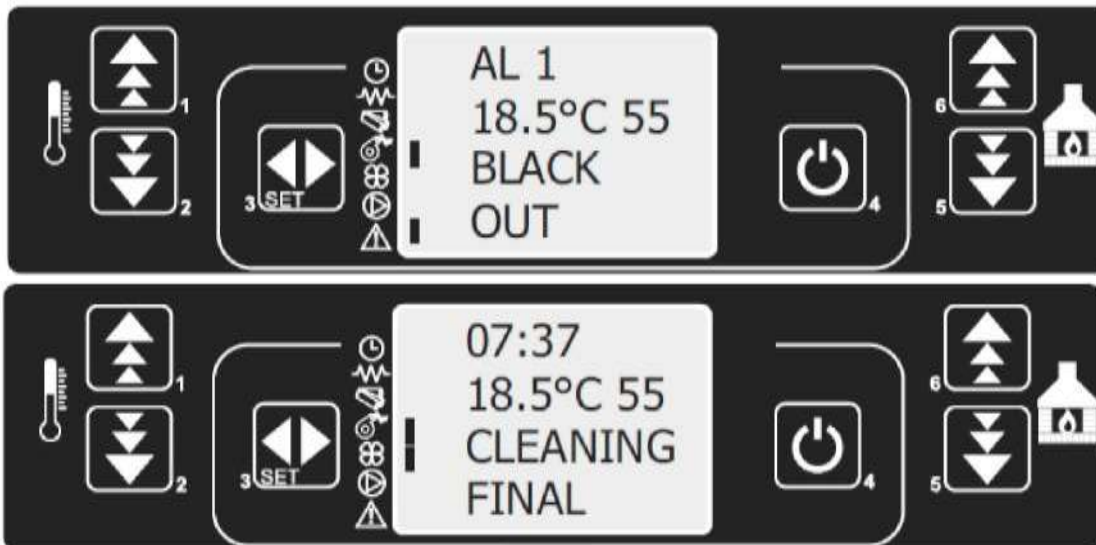 AL 1
18.5°C 55
BLACK
OUT
1
2
3 SET
4
6
5
07:37
18.5°C 55
CLEANING
FINAL
1
2
3 SET
4
6
5